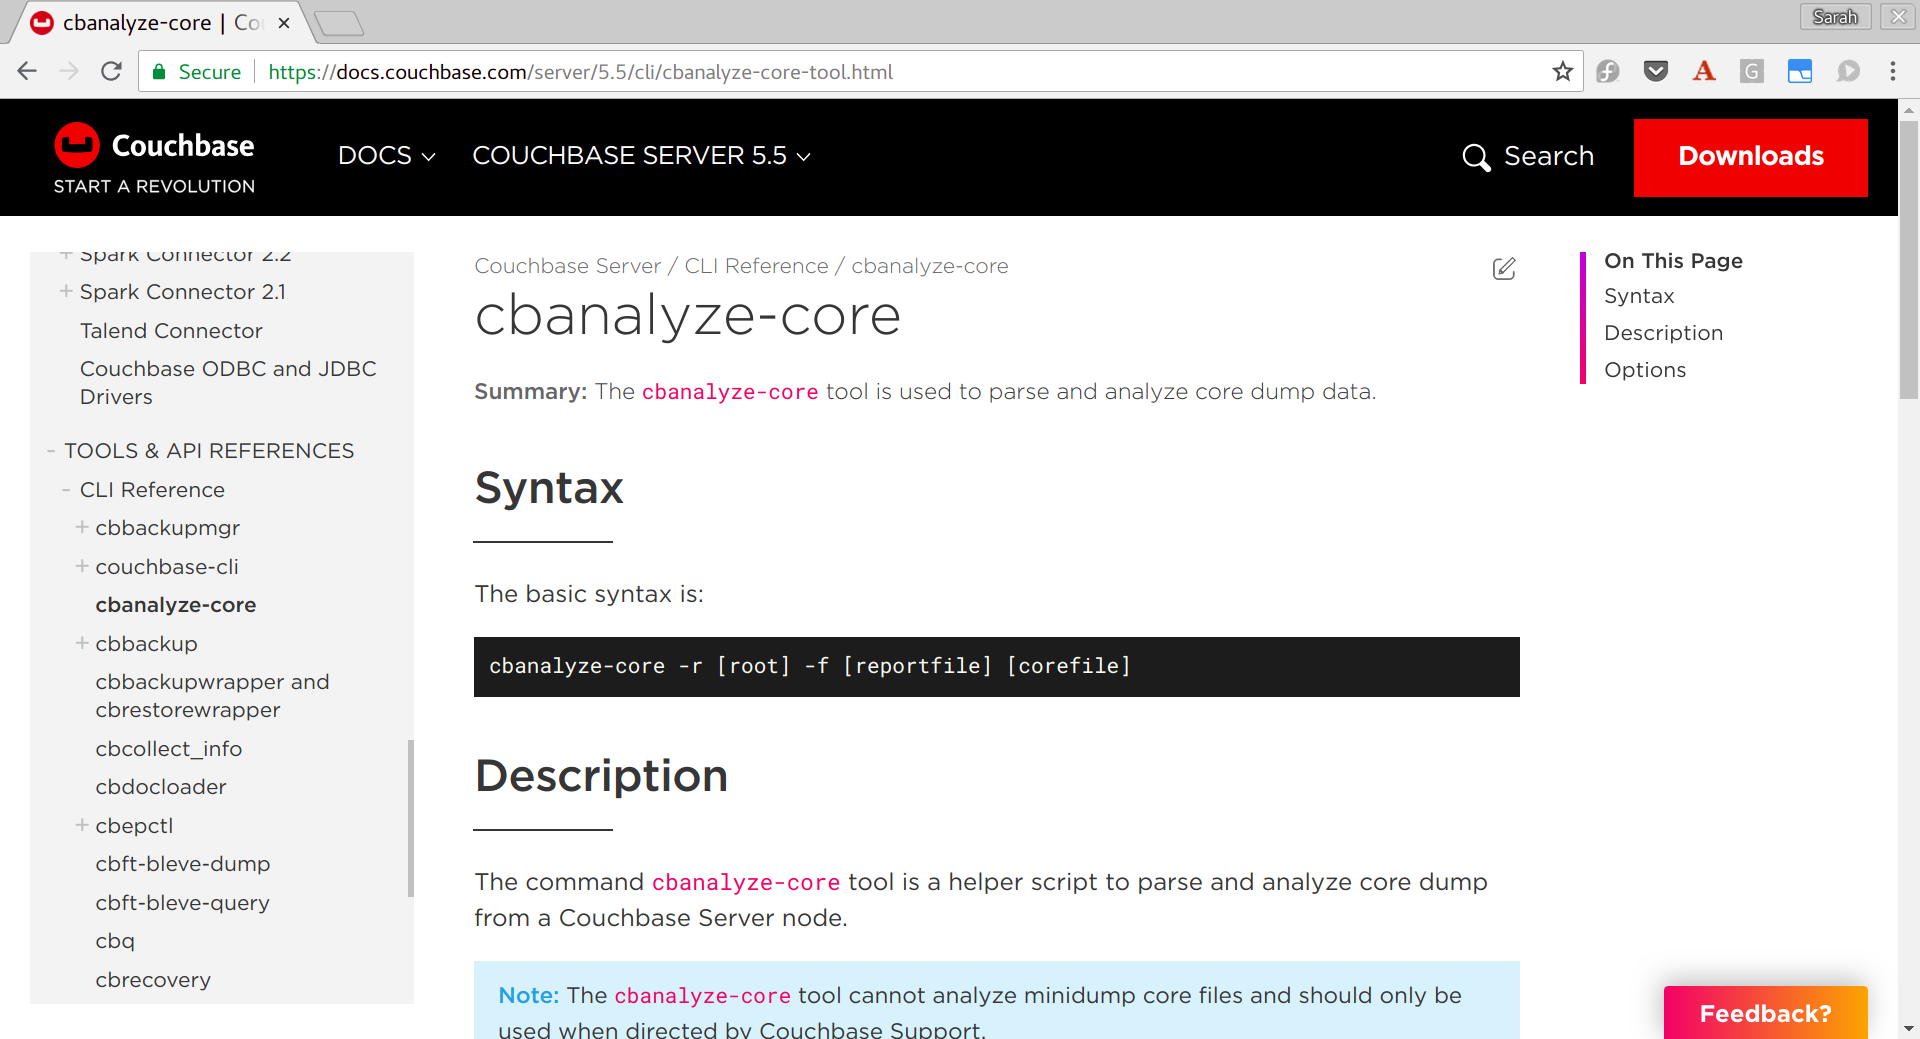 cbanalyze-core | Co
Sarah
Secure
https://docs.couchbase.com/server/5.5/cli/cbanalyze-core-tool.html
Couchbase
START A REVOLUTION
DOCS
COUCHBASE SERVER 5.5
Search
Downloads
Spark Connector 2.2
Spark Connector 2.1
Talend Connector
Couchbase ODBC and JDBC
Drivers
- TOOLS & API REFERENCES
- CLI Reference
+ cbbackupmgr
+ couchbase-cli
cbanalyze-core
+ cbbackup
cbbackupwrapper and
cbrestorewrapper
cbcollect_info
cbdocloader
+ cbepctl
cbft-bleve-dump
cbft-bleve-query
cbq
cbrecovery
Couchbase Server / CLI Reference / cbanalyze-core
cbanalyze-core
Summary: The cbanalyze-core tool is used to parse and analyze core dump data.
Syntax
The basic syntax is:
cbanalyze-core -r [root] -f [reportfile] [corefile]
Description
The command cbanalyze-core tool is a helper script to parse and analyze core dump
from a Couchbase Server node.
Note: The cbanalyze-core tool cannot analyze minidump core files and should only be
used when directed by Couchbase Support.
On This Page
Syntax
Description
Options
Feedback?